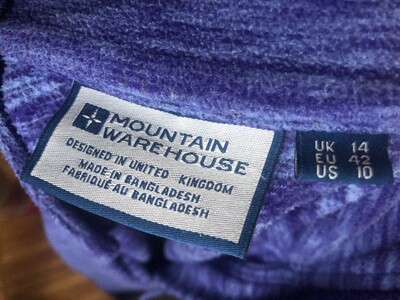 MOUNTAIN
WAREHOUSE
DESIGNED IN UNITED KINGDOM
MADE IN BANGLADESH
FABRIQUÉ AU BANGLADESH
UK 14
EU 42
US 10